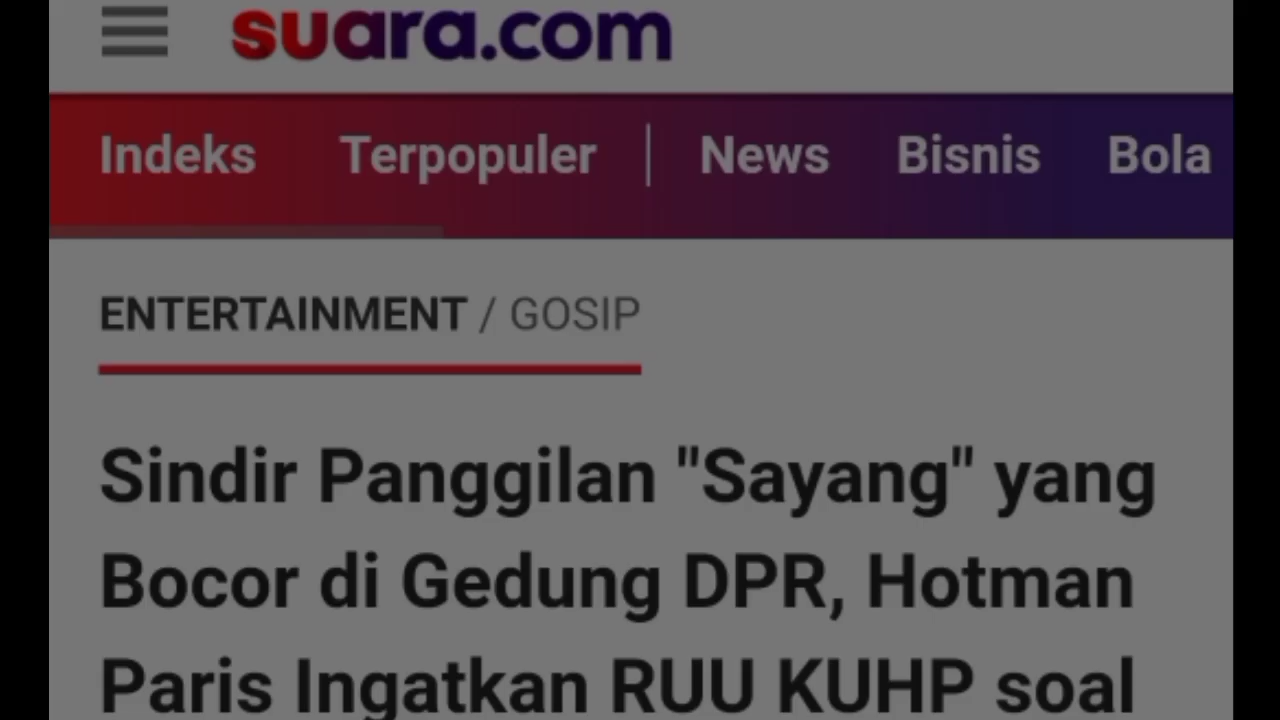 suara.com
Indeks Terpopuler | News Bisnis Bola
ENTERTAINMENT / GOSIP
Sindir Panggilan "Sayang" yang
Bocor di Gedung DPR, Hotman
Paris Ingatkan RUU KUHP soal